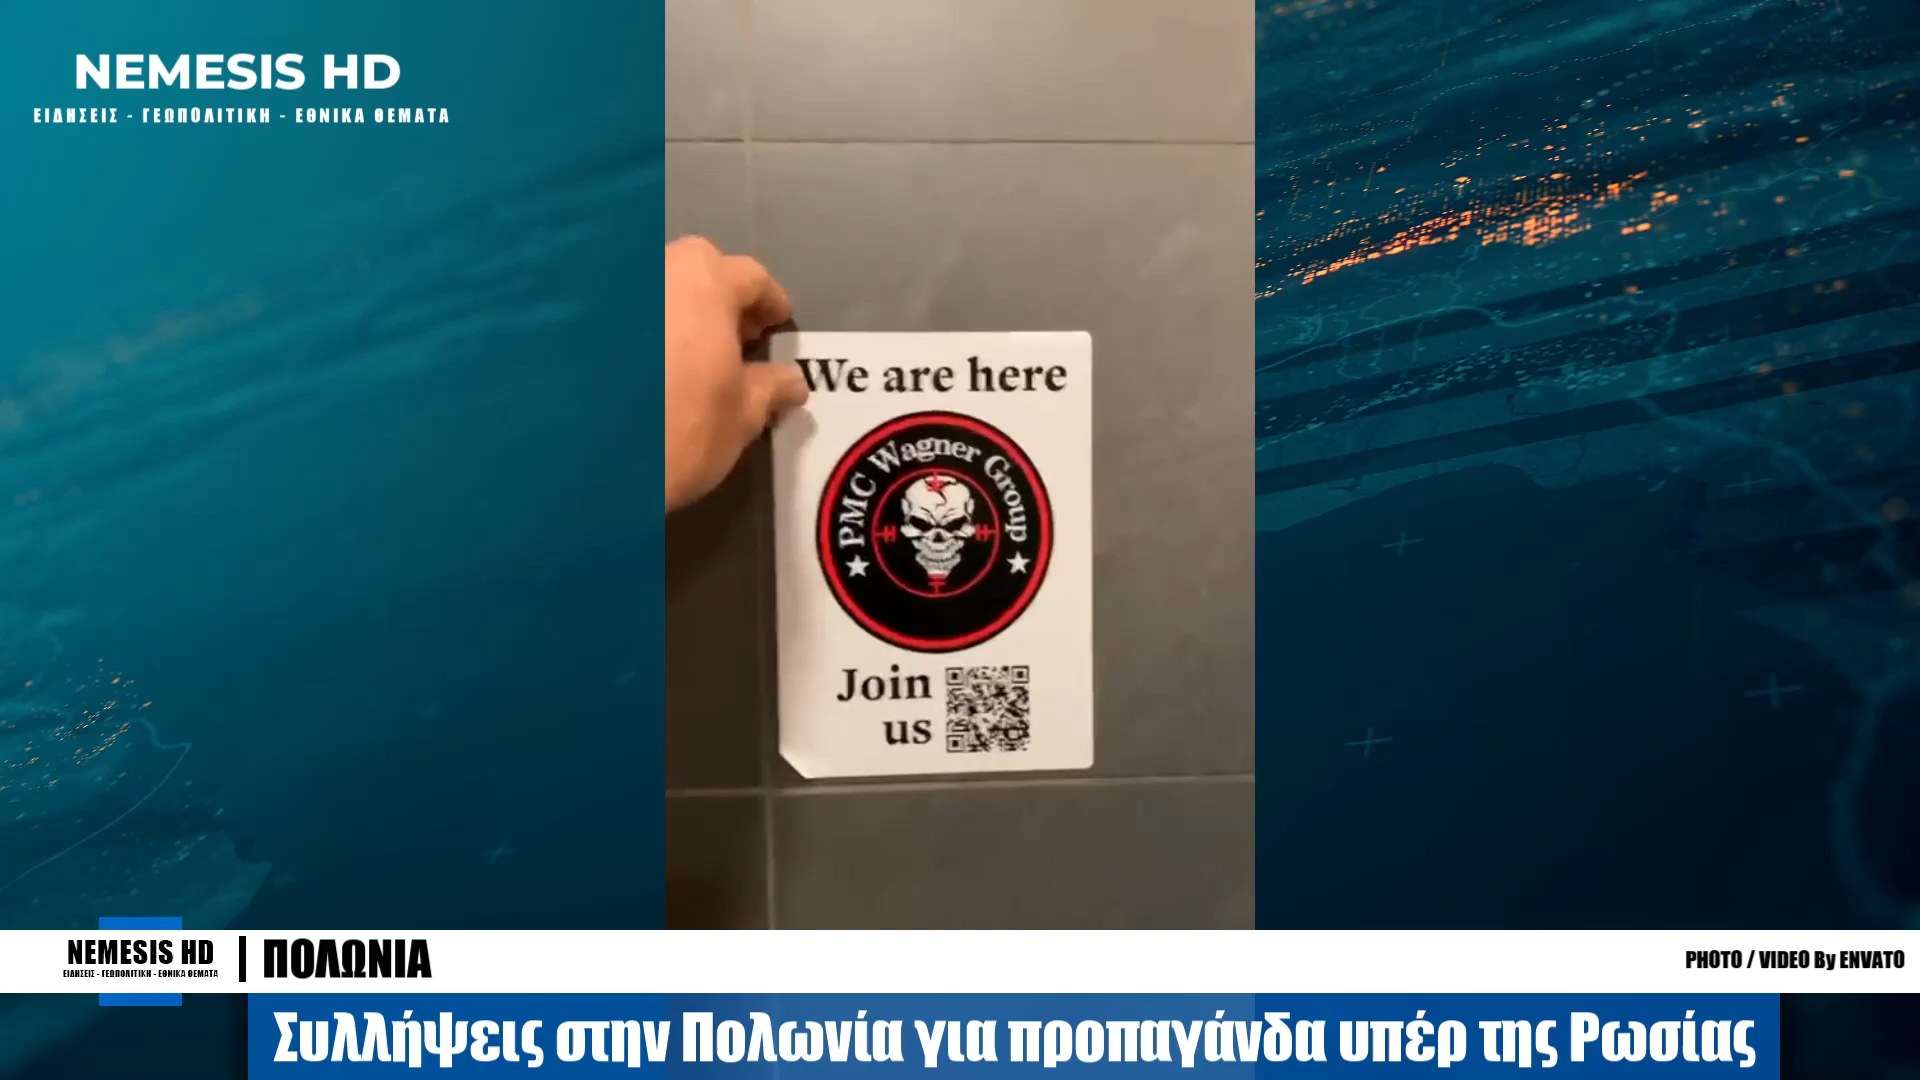 NEMESIS HD
ΕΙΔΗΣΕΙΣ - ΓΕΩΠΟΛΙΤΙΚΗ - ΕΘΝΙΚΑ ΘΕΜΑΤΑ
We are here
PMC Wagner Group
Join
us
NEMESIS HD
ΕΙΔΗΣΕΙΣ - ΓΕΩΠΟΛΙΤΙΚΗ - ΕΘΝΙΚΑ ΘΕΜΑΤΑ
ΠΟΛΩΝΙΑ
PHOTO / VIDEO By ENVATO
Συλλήψεις στην Πολωνία για προπαγάνδα υπέρ της Ρωσίας